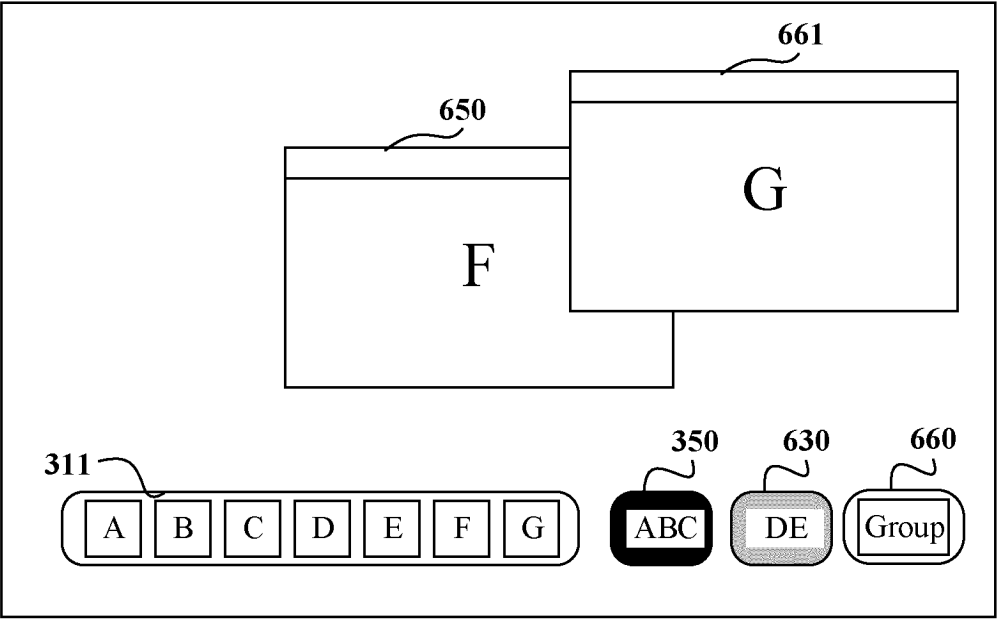 661
650
G
F
311
350
630
660
A B C D E F G
ABC
DE
Group